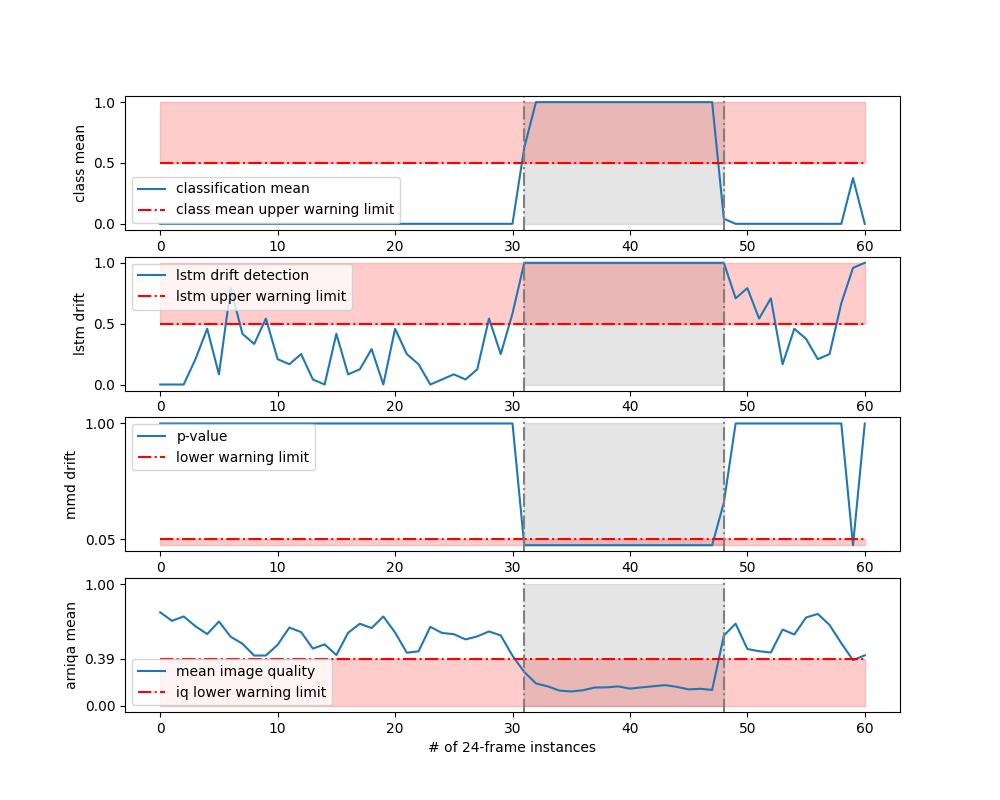 class mean
1.0
0.5
0.0
classification mean
class mean upper warning limit
0 10 20 30 40 50 60
lstm drift
1.0
0.5
0.0
lstm drift detection
lstm upper warning limit
0 10 20 30 40 50 60
mmd drift
1.00
0.05
p-value
lower warning limit
0 10 20 30 40 50 60
arniqa mean
1.00
0.39
0.00
mean image quality
iq lower warning limit
0 10 20 30 40 50 60
# of 24-frame instances